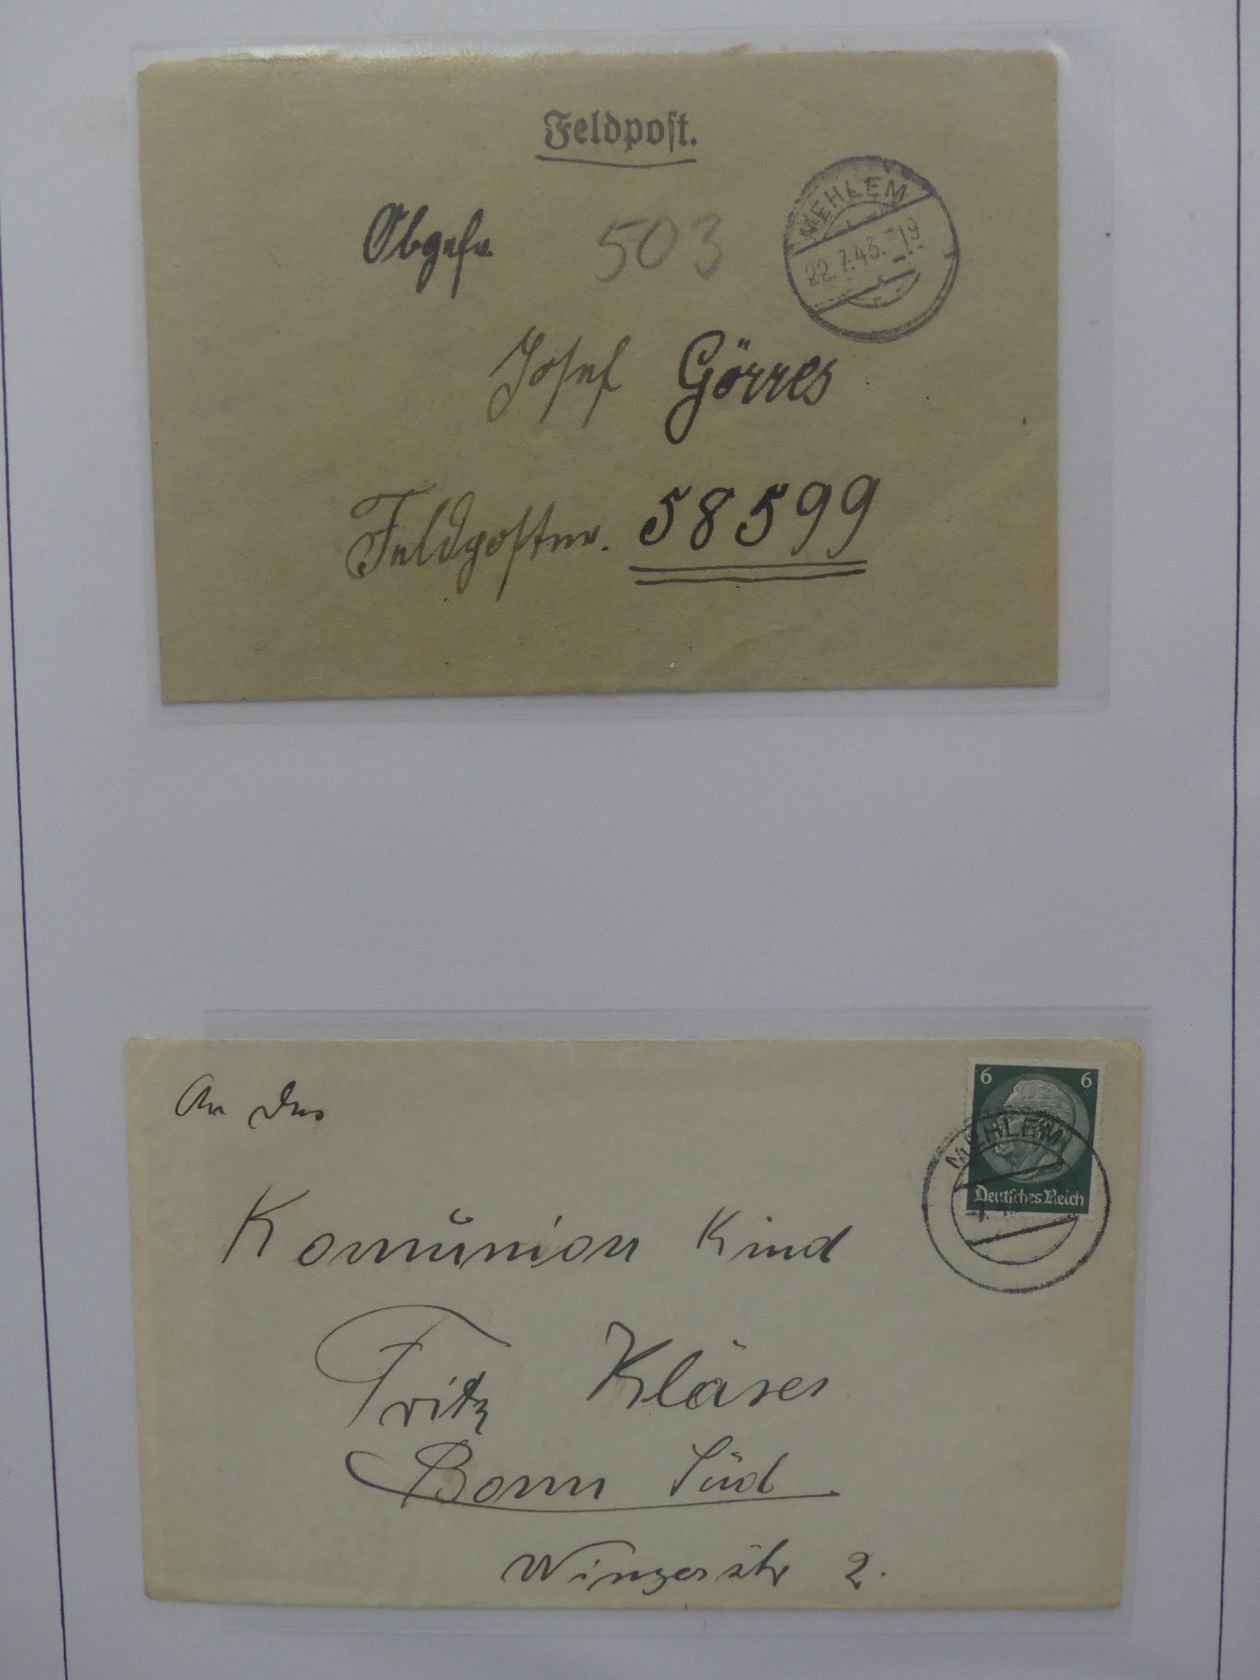 Feldpost.
Obgefr. 503
MEHLEM
22.7.43.-19
Josef Görres
Feldpostnr. 58599
An das
6 6
MEHLEM
Deutsches Reich
Komŭnion Kind
Fritz Kläser
Bonn Süd
Winzerstr 2.